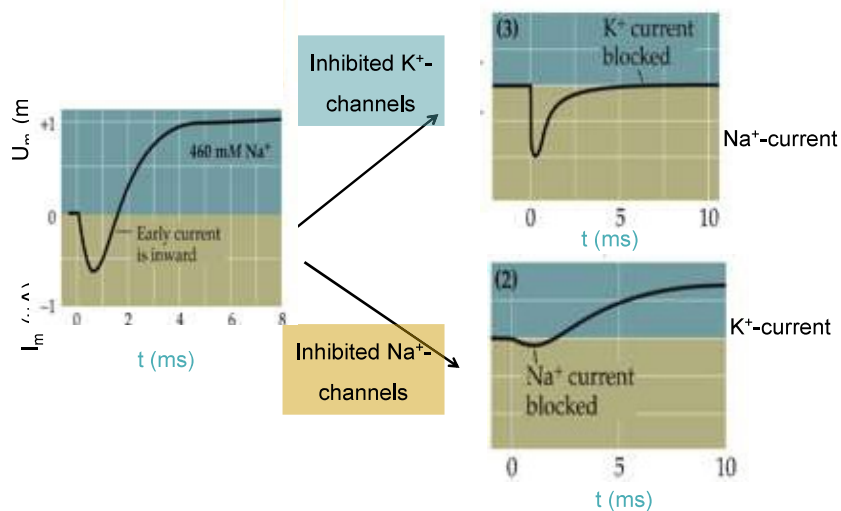 (3)
K⁺ current
blocked
Inhibited K⁺-
channels
Na⁺-current
0
5
10
t (ms)
U_m (m
I_m
+1
0
−1
460 mM Na⁺
Early current
is inward
0
2
4
6
8
t (ms)
(2)
K⁺-current
Inhibited Na⁺-
channels
Na⁺ current
blocked
0
5
10
t (ms)